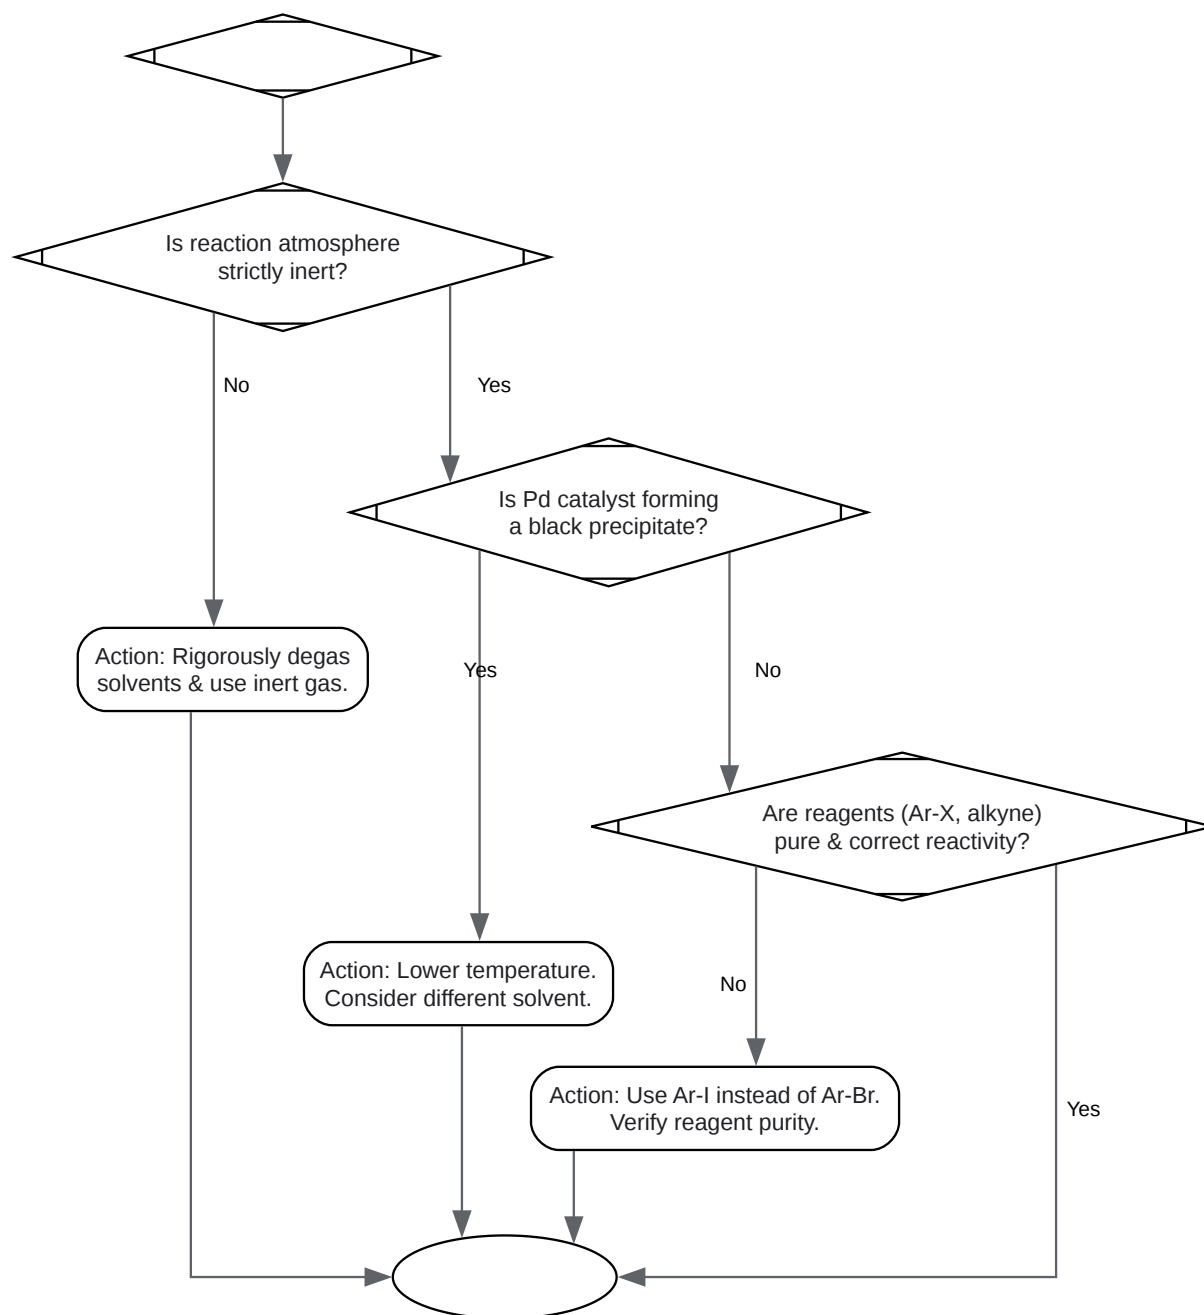 Is reaction atmosphere
strictly inert?
No
Yes
Is Pd catalyst forming
a black precipitate?
Action: Rigorously degas
solvents & use inert gas.
Yes
No
Are reagents (Ar-X, alkyne)
pure & correct reactivity?
Action: Lower temperature.
Consider different solvent.
No
Action: Use Ar-I instead of Ar-Br.
Verify reagent purity.
Yes